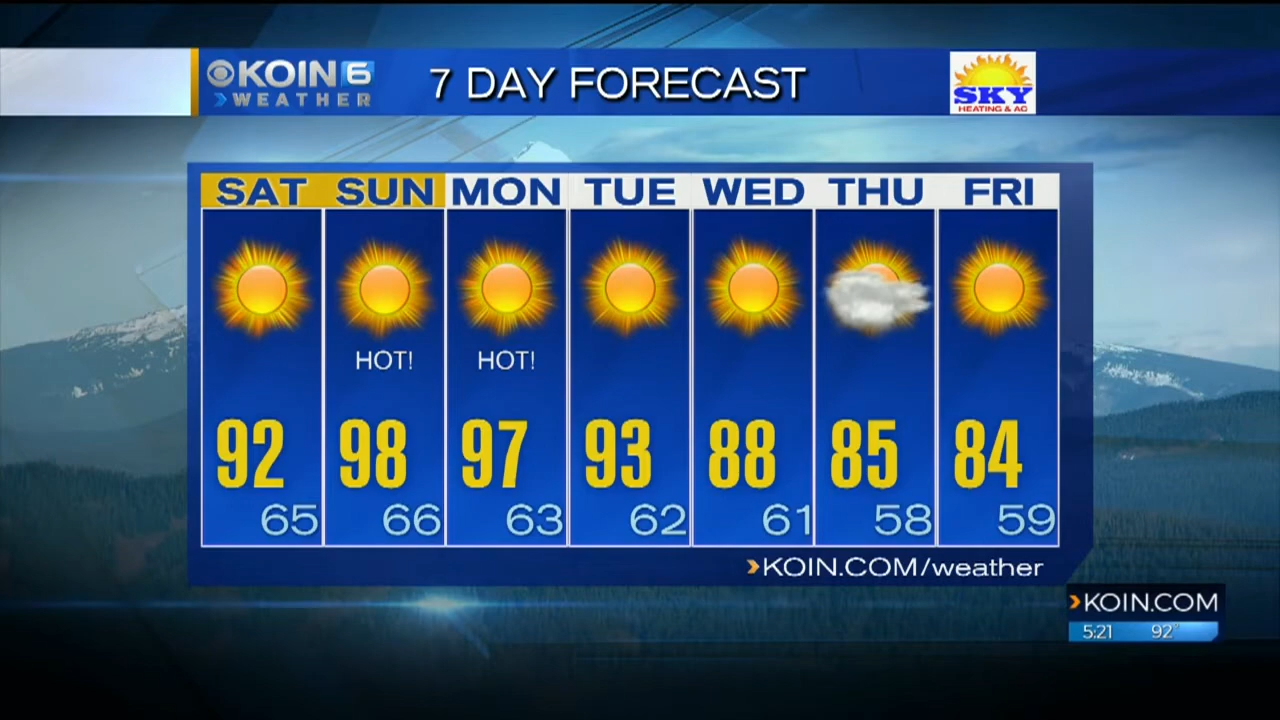 KOIN 6
WEATHER
7 DAY FORECAST
SKY
HEATING & AC
SAT SUN MON TUE WED THU FRI
HOT! HOT!
92 98 97 93 88 85 84
65 66 63 62 61 58 59
KOIN.COM/weather
KOIN.COM
5:21 92°